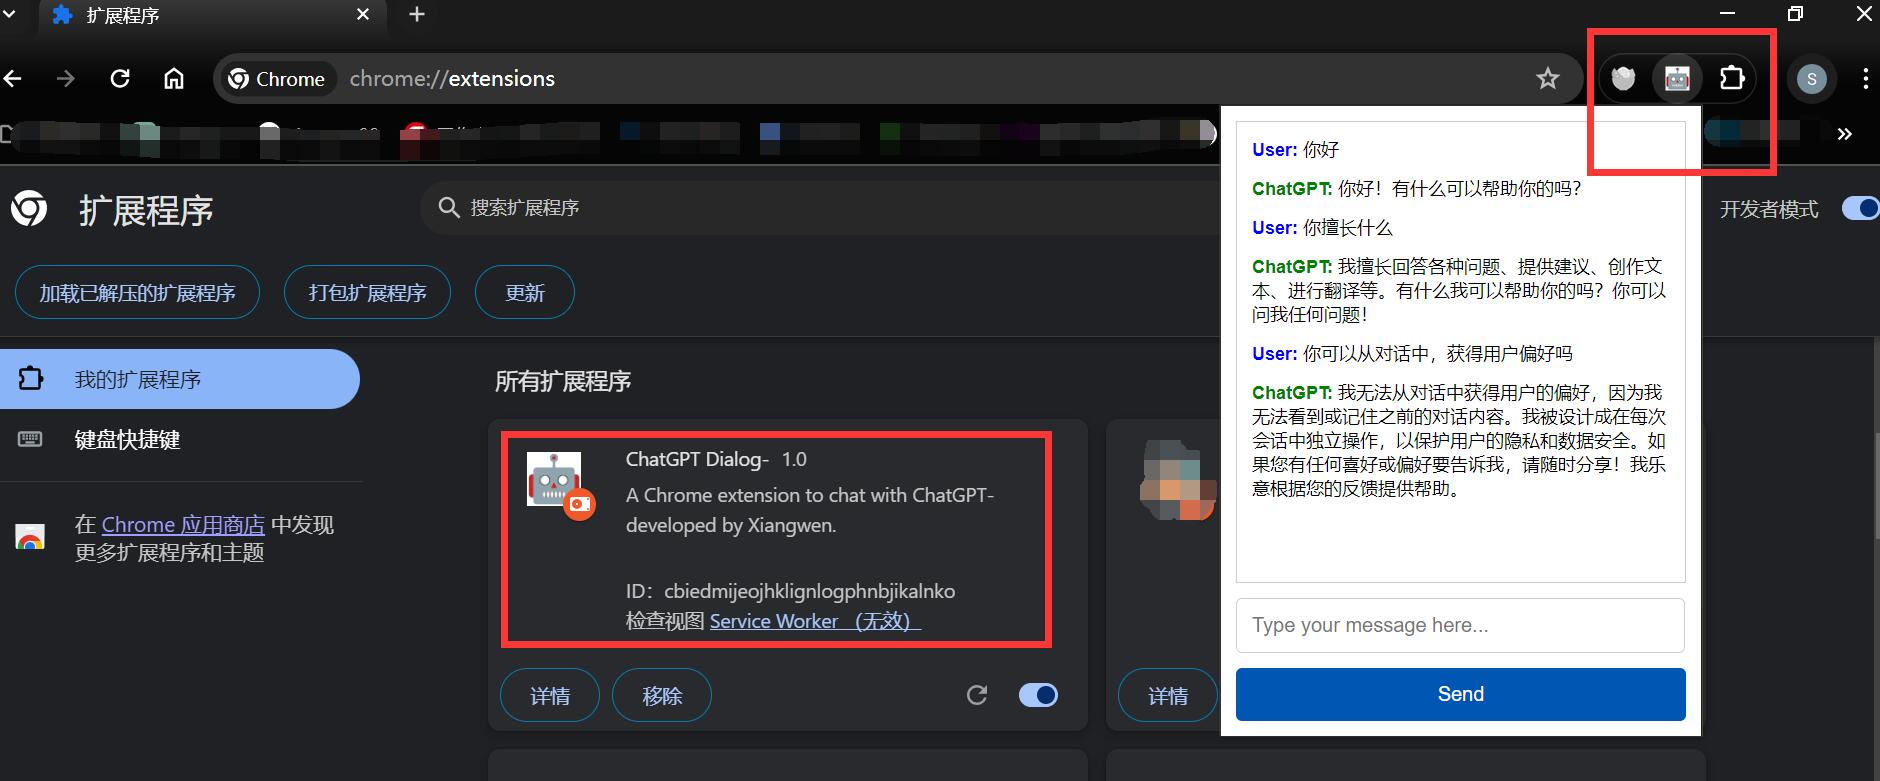 扩展程序
Chrome chrome://extensions
S
扩展程序
搜索扩展程序
开发者模式
加载已解压的扩展程序
打包扩展程序
更新
我的扩展程序
键盘快捷键
在 Chrome 应用商店 中发现
更多扩展程序和主题
所有扩展程序
ChatGPT Dialog- 1.0
A Chrome extension to chat with ChatGPT-
developed by Xiangwen.
ID：cbiedmijeojhklignlogphnbjikalnko
检查视图 Service Worker （无效）
详情
移除
详情
User: 你好
ChatGPT: 你好！有什么可以帮助你的吗？
User: 你擅长什么
ChatGPT: 我擅长回答各种问题、提供建议、创作文
本、进行翻译等。有什么我可以帮助你的吗？你可以
问我任何问题！
User: 你可以从对话中，获得用户偏好吗
ChatGPT: 我无法从对话中获得用户的偏好，因为我
无法看到或记住之前的对话内容。我被设计成在每次
会话中独立操作，以保护用户的隐私和数据安全。如
果您有任何喜好或偏好要告诉我，请随时分享！我乐
意根据您的反馈提供帮助。
Type your message here...
Send